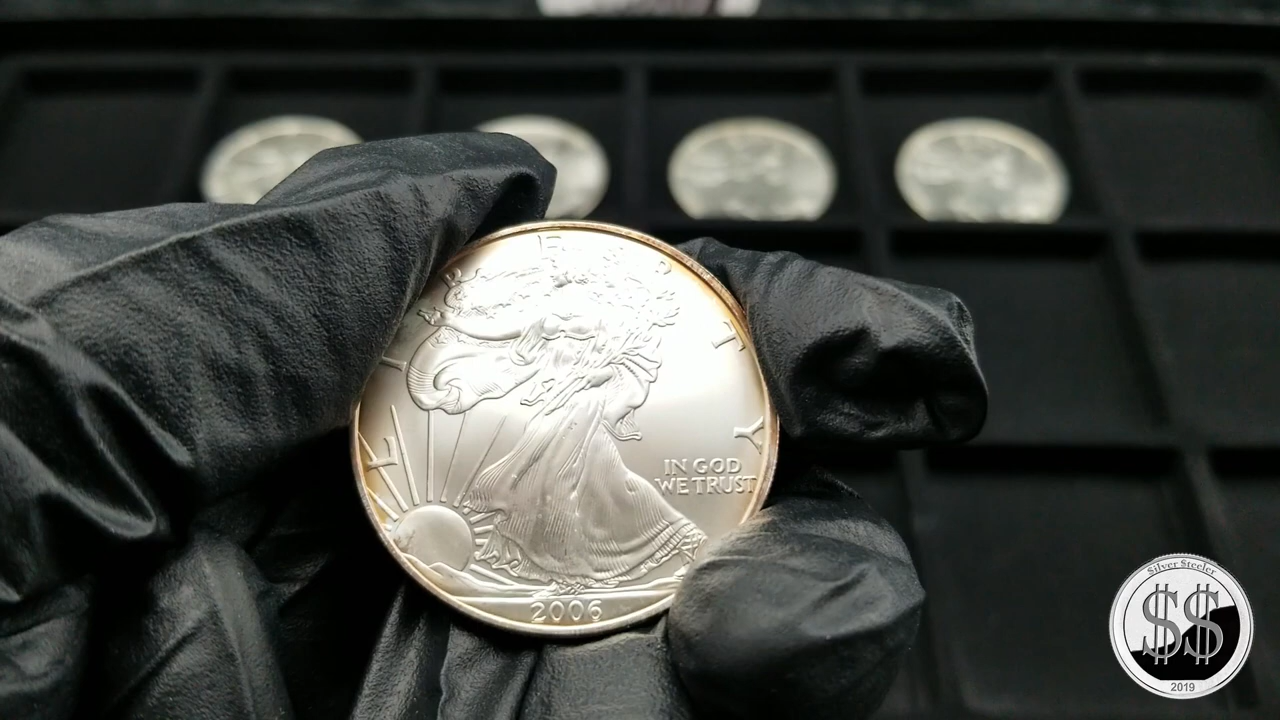 LIBERTY
IN GOD
WE TRUST
2006
Silver Steeler
$$
2019